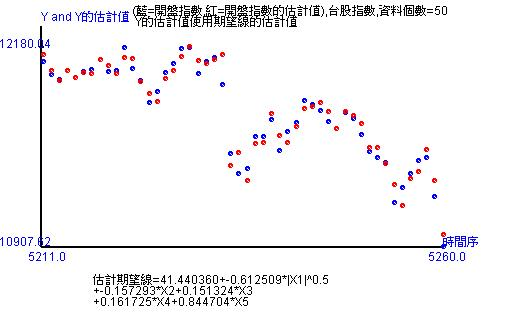 Y and Y的估計值 (藍=開盤指數,紅=開盤指數的估計值),台股指數,資料個數=50
Y的估計值使用期望線的估計值
12180.04
10907.62
時間序
5211.0
5260.0
估計期望線=41.440360+-0.612509*|X1|^0.5
+-0.157293*X2+0.151324*X3
+0.161725*X4+0.844704*X5